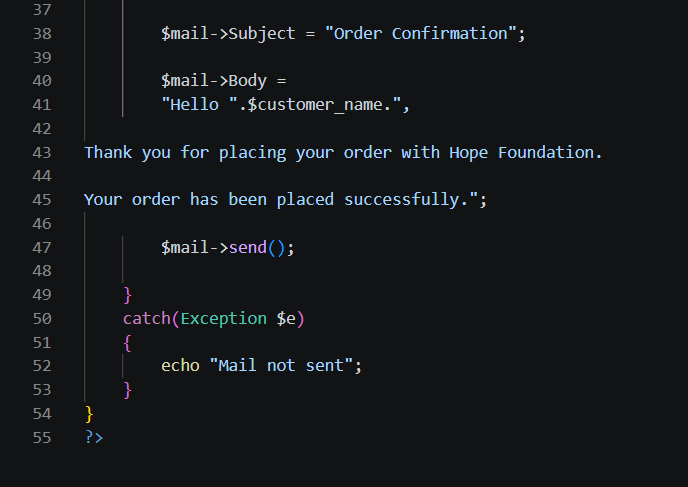 37
38 $mail->Subject = "Order Confirmation";
39
40 $mail->Body =
41 "Hello ".$customer_name.",
42
43 Thank you for placing your order with Hope Foundation.
44
45 Your order has been placed successfully.";
46
47 $mail->send();
48
49 }
50 catch(Exception $e)
51 {
52 echo "Mail not sent";
53 }
54 }
55 ?>